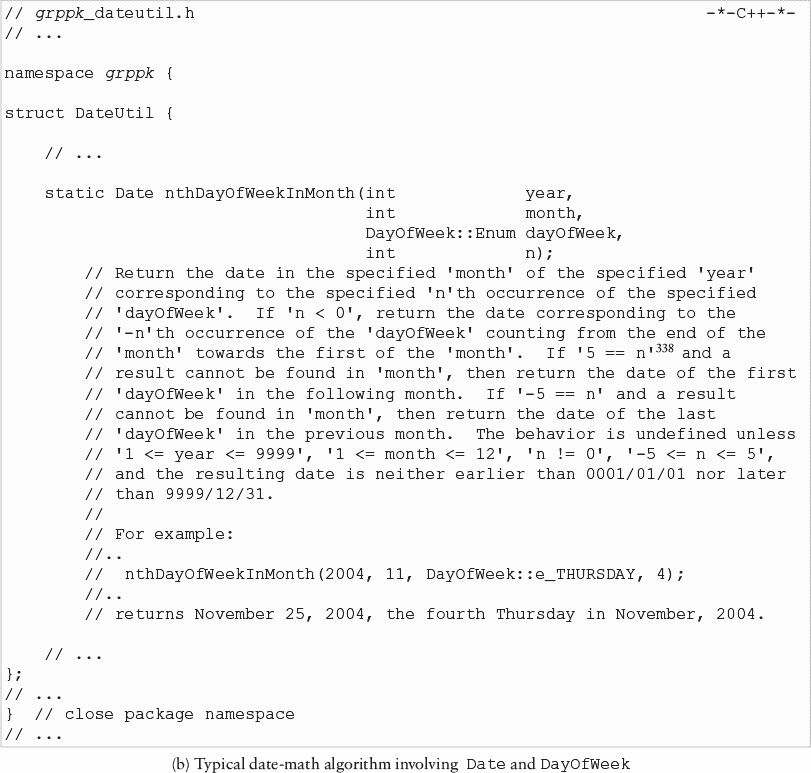 // grppk_dateutil.h                                                   -*-C++-*-
// ...
namespace grppk {
struct DateUtil {
    // ...
    static Date nthDayOfWeekInMonth(int             year,
                                    int             month,
                                    DayOfWeek::Enum dayOfWeek,
                                    int             n);
        // Return the date in the specified 'month' of the specified 'year'
        // corresponding to the specified 'n'th occurrence of the specified
        // 'dayOfWeek'.  If 'n < 0', return the date corresponding to the
        // '-n'th occurrence of the 'dayOfWeek' counting from the end of the
        // 'month' towards the first of the 'month'.  If '5 == n'338 and a
        // result cannot be found in 'month', then return the date of the first
        // 'dayOfWeek' in the following month.  If '-5 == n' and a result
        // cannot be found in 'month', then return the date of the last
        // 'dayOfWeek' in the previous month.  The behavior is undefined unless
        // '1 <= year <= 9999', '1 <= month <= 12', 'n != 0', '-5 <= n <= 5',
        // and the resulting date is neither earlier than 0001/01/01 nor later
        // than 9999/12/31.
        //
        // For example:
        //..
        //  nthDayOfWeekInMonth(2004, 11, DayOfWeek::e_THURSDAY, 4);
        //..
        // returns November 25, 2004, the fourth Thursday in November, 2004.
    // ...
};
// ...
}  // close package namespace
// ...
(b) Typical date-math algorithm involving Date and DayOfWeek